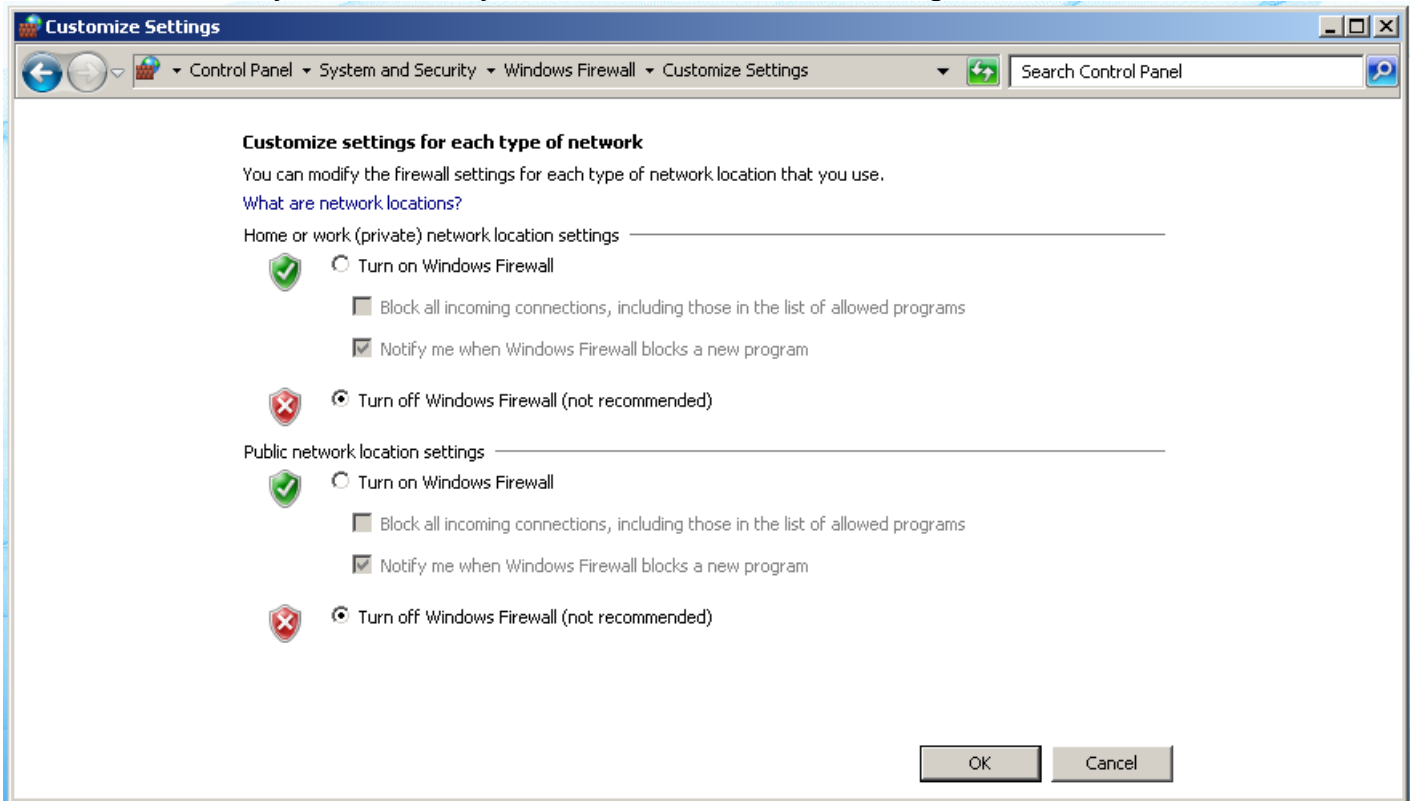 Customize Settings
Control Panel System and Security Windows Firewall Customize Settings Search Control Panel
Customize settings for each type of network
You can modify the firewall settings for each type of network location that you use.
What are network locations?
Home or work (private) network location settings
Turn on Windows Firewall
Block all incoming connections, including those in the list of allowed programs
Notify me when Windows Firewall blocks a new program
Turn off Windows Firewall (not recommended)
Public network location settings
Turn on Windows Firewall
Block all incoming connections, including those in the list of allowed programs
Notify me when Windows Firewall blocks a new program
Turn off Windows Firewall (not recommended)
OK Cancel